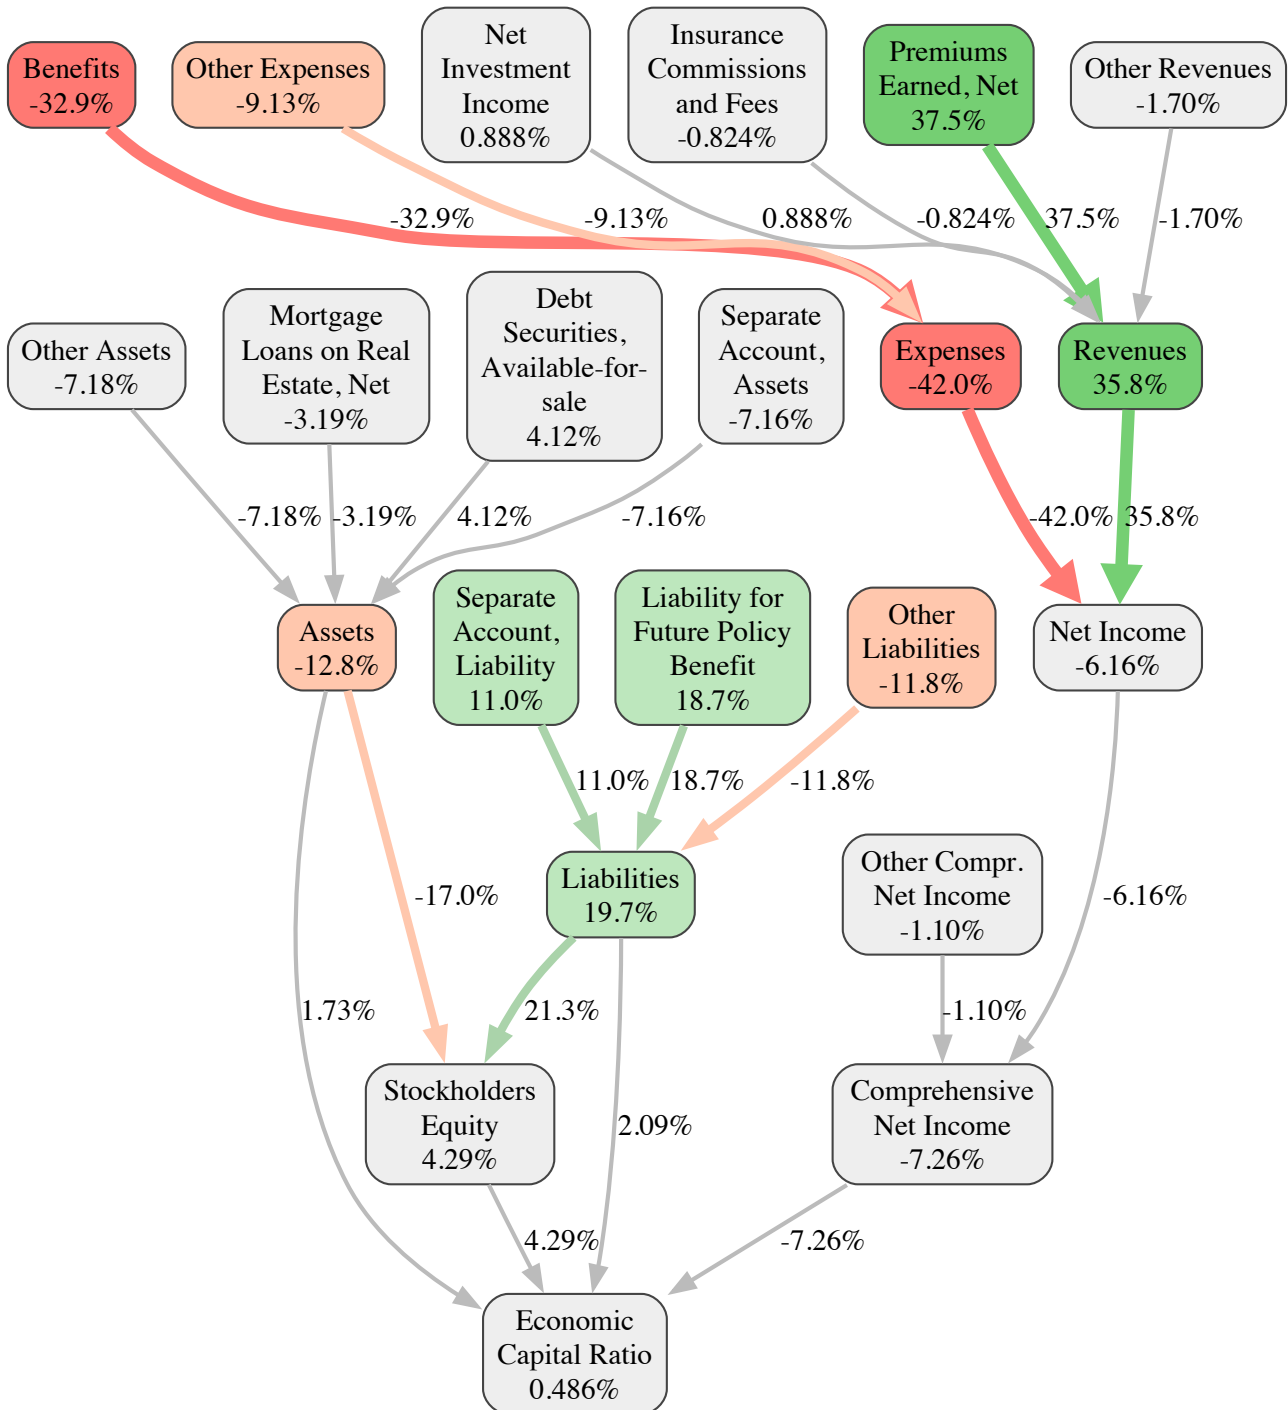 Benefits
-32.9%
Other Expenses
-9.13%
Net
Investment
Income
0.888%
Insurance
Commissions
and Fees
-0.824%
Premiums
Earned, Net
37.5%
Other Revenues
-1.70%
-32.9%
-9.13%
0.888%
-0.824%
37.5%
-1.70%
Other Assets
-7.18%
Mortgage
Loans on Real
Estate, Net
-3.19%
Debt
Securities,
Available-for-
sale
4.12%
Separate
Account,
Assets
-7.16%
Expenses
-42.0%
Revenues
35.8%
-7.18%
-3.19%
4.12%
-7.16%
-42.0%
35.8%
Assets
-12.8%
Separate
Account,
Liability
11.0%
Liability for
Future Policy
Benefit
18.7%
Other
Liabilities
-11.8%
Net Income
-6.16%
11.0%
18.7%
-11.8%
Liabilities
19.7%
Other Compr.
Net Income
-1.10%
-17.0%
-6.16%
1.73%
21.3%
-1.10%
Stockholders
Equity
4.29%
2.09%
Comprehensive
Net Income
-7.26%
4.29%
-7.26%
Economic
Capital Ratio
0.486%